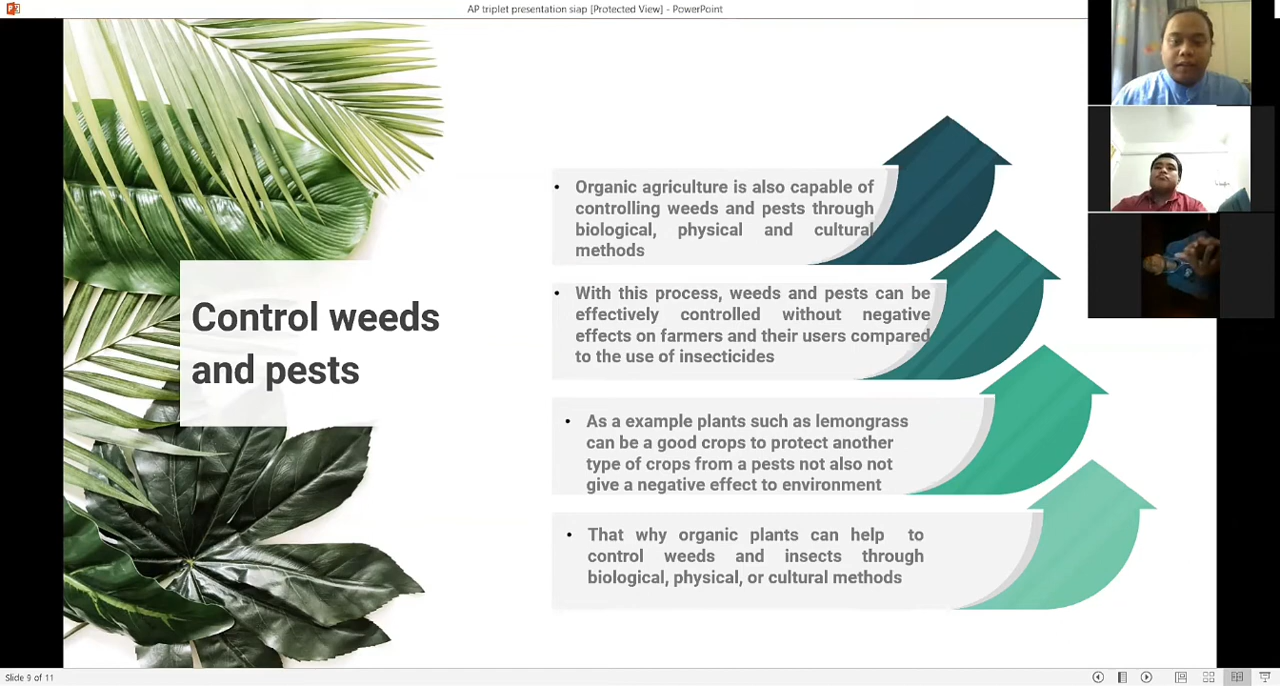 AP triplet presentation siap [Protected View] - PowerPoint
Control weeds
and pests
• Organic agriculture is also capable of
controlling weeds and pests through
biological, physical and cultural
methods
• With this process, weeds and pests can be
effectively controlled without negative
effects on farmers and their users compared
to the use of insecticides
• As a example plants such as lemongrass
can be a good crops to protect another
type of crops from a pests not also not
give a negative effect to environment
• That why organic plants can help to
control weeds and insects through
biological, physical, or cultural methods
Slide 9 of 11